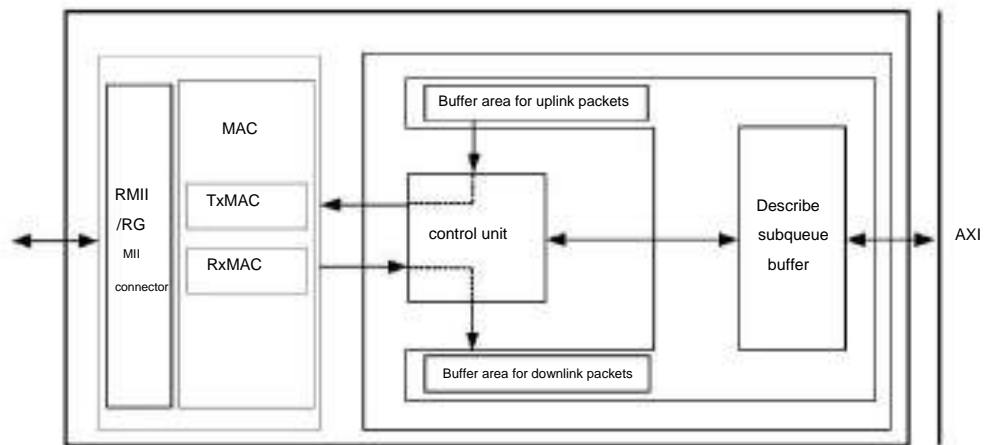 Buffer area for uplink packets
MAC
RMII
/RG
MII
connector
TxMAC
RxMAC
control unit
Describe
subqueue
buffer
AXI
Buffer area for downlink packets